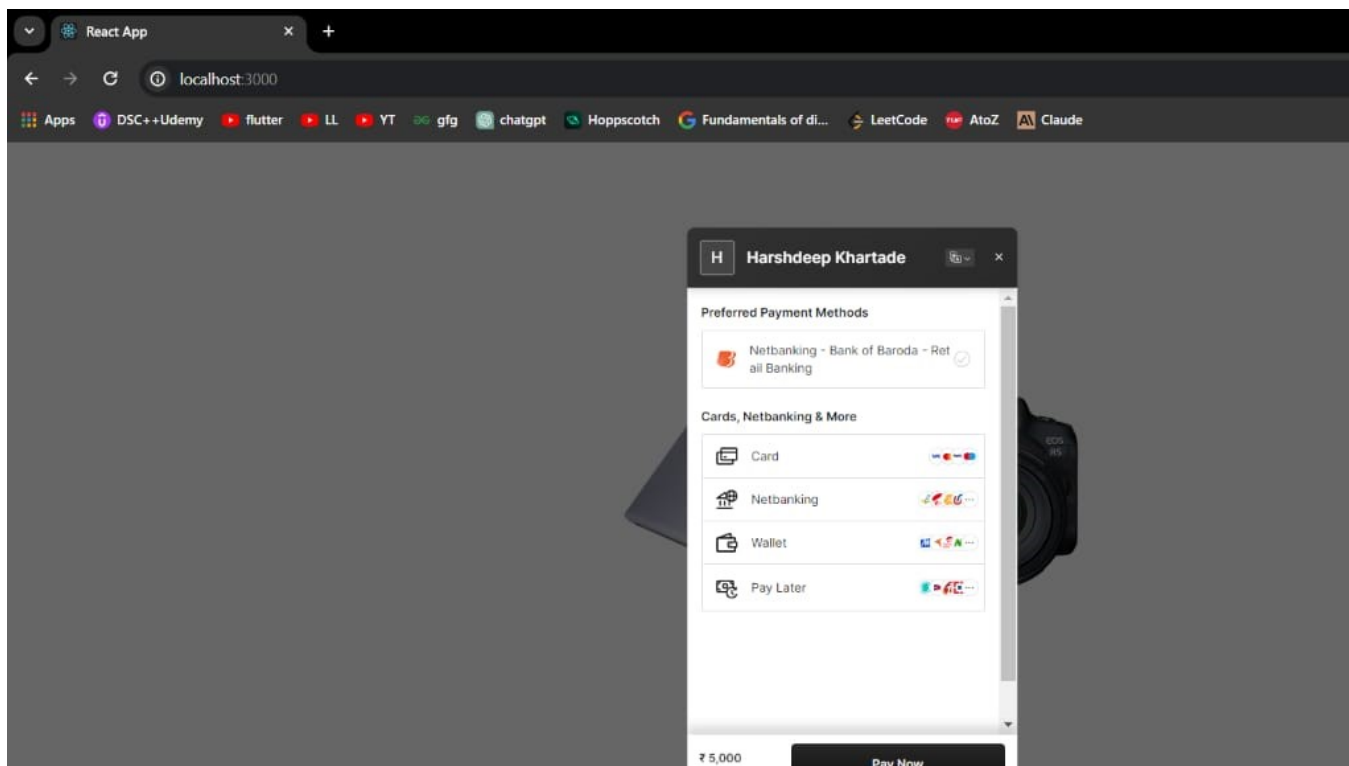 React App
localhost:3000
Apps DSC++Udemy flutter LL YT gfg chatgpt Hoppscotch Fundamentals of di... LeetCode AtoZ Claude
H Harshdeep Khartade
Preferred Payment Methods
Netbanking - Bank of Baroda - Ret
ail Banking
Cards, Netbanking & More
Card
EOS
R5
Netbanking
Wallet
Pay Later
₹ 5,000
Pay Now